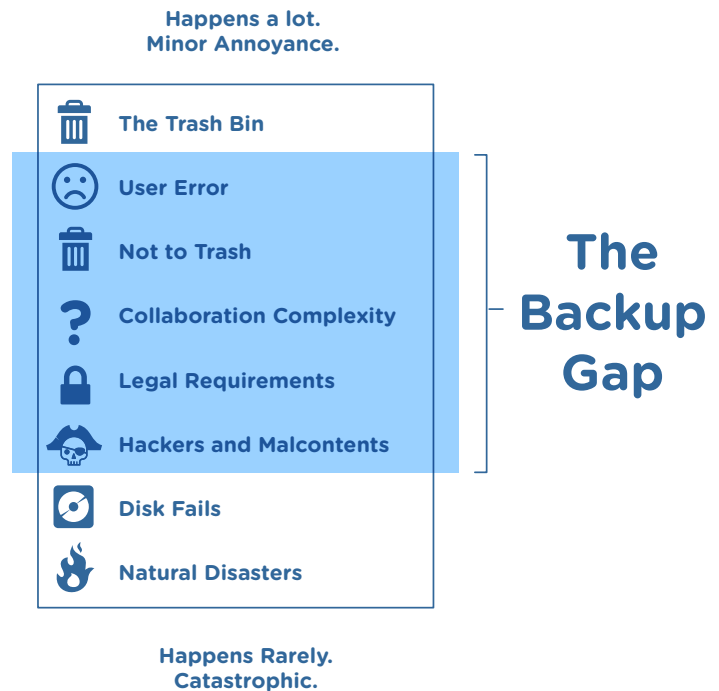 Happens a lot.
Minor Annoyance.
The Trash Bin
User Error
Not to Trash
Collaboration Complexity
Legal Requirements
Hackers and Malcontents
Disk Fails
Natural Disasters
The
Backup
Gap
Happens Rarely.
Catastrophic.